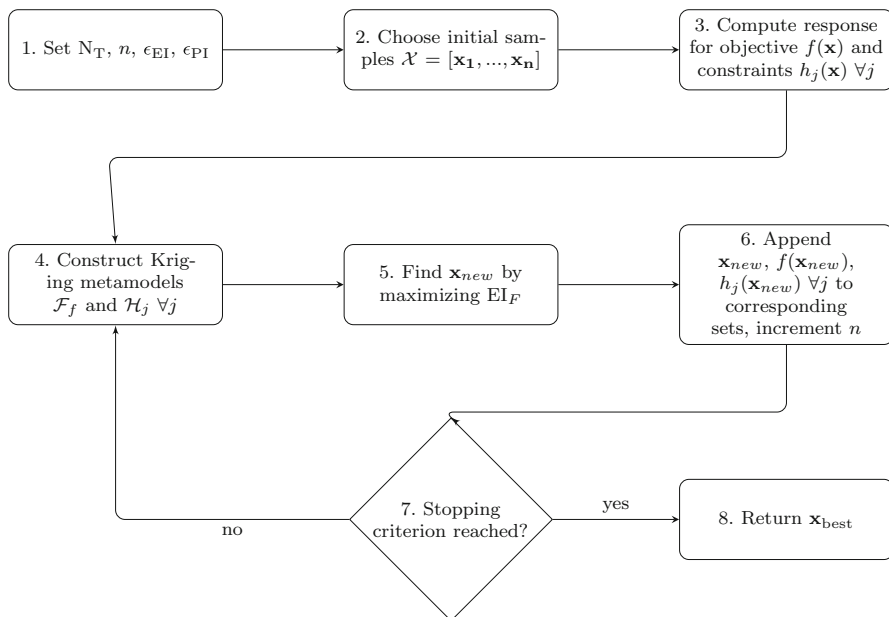 1. Set N_T, n, ϵ_EI, ϵ_PI
2. Choose initial sam-
ples 𝒳 = [x_1, ..., x_n]
3. Compute response
for objective f(x) and
constraints h_j(x) ∀j
4. Construct Krig-
ing metamodels
ℱ_f and ℋ_j ∀j
5. Find x_new by
maximizing EI_F
6. Append
x_new, f(x_new),
h_j(x_new) ∀j to
corresponding
sets, increment n
7. Stopping
criterion reached?
no
yes
8. Return x_best